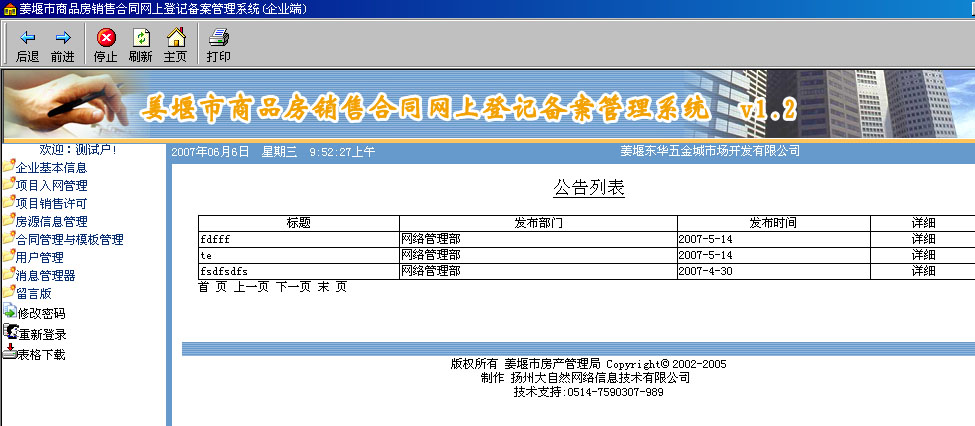 姜堰市商品房销售合同网上登记备案管理系统(企业端)
后退 前进 停止 刷新 主页 打印
姜堰市商品房销售合同网上登记备案管理系统 v1.2
欢迎：测试户!
2007年06月6日 星期三 9:52:27上午 姜堰东华五金城市场开发有限公司
企业基本信息
项目入网管理
项目销售许可
房源信息管理
合同管理与模板管理
用户管理
消息管理器
留言版
修改密码
重新登录
表格下载
公告列表
标题 发布部门 发布时间 详细
fdfff 网络管理部 2007-5-14 详细
te 网络管理部 2007-5-14 详细
fsdfsdfs 网络管理部 2007-4-30 详细
首 页 上一页 下一页 末 页
版权所有 姜堰市房产管理局 Copyright© 2002-2005
制作 扬州大自然网络信息技术有限公司
技术支持:0514-7590307-989